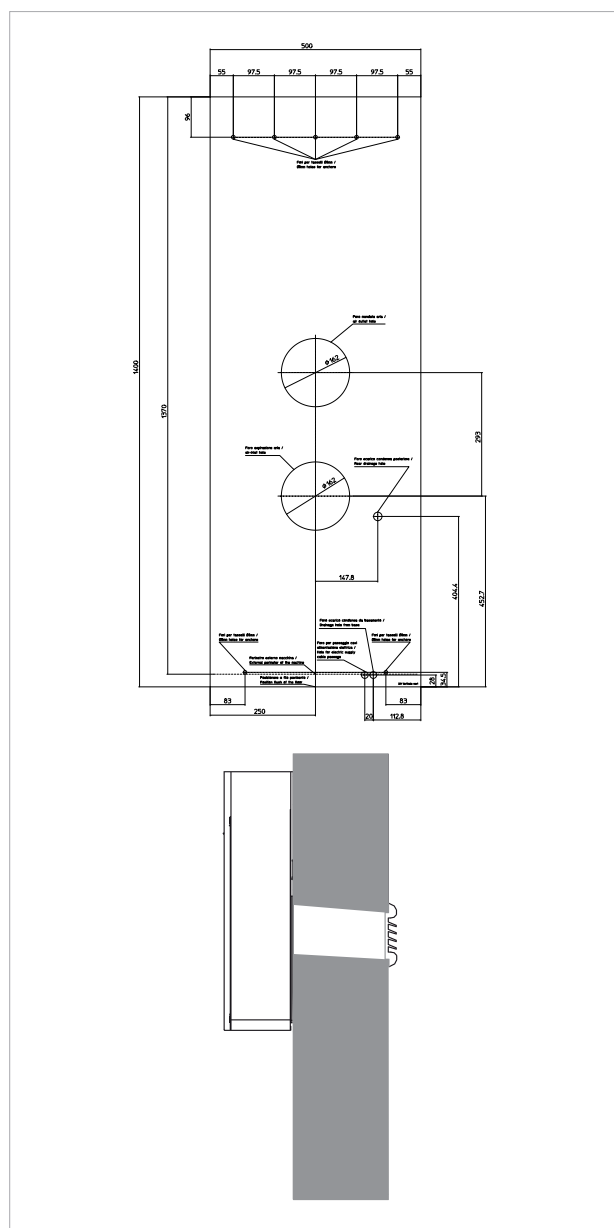 500
55 97.5 97.5 97.5 97.5 55
96
Fori per tasselli Ø8mm /
Ø8mm holes for anchors
Foro mandata aria /
air outlet hole
Ø 162
1400
1370
293
Foro aspirazione aria /
air-inlet hole
Foro scarico condensa posteriore /
Rear drainage hole
Ø 162
147.8
404.4
452.7
Foro scarico condensa da basamento /
Drainage hole from base
Fori per tasselli Ø8mm /
Ø8mm holes for anchors
Foro per passaggio cavi
alimentazione elettrica /
hole for electric supply
cable passage
Fori per tasselli Ø8mm /
Ø8mm holes for anchors
Perimetro esterno macchina /
External perimeter of the machine
Posizionare a filo pavimento /
Position flush of the floor
28
34.5
83
83
250
20
112.8